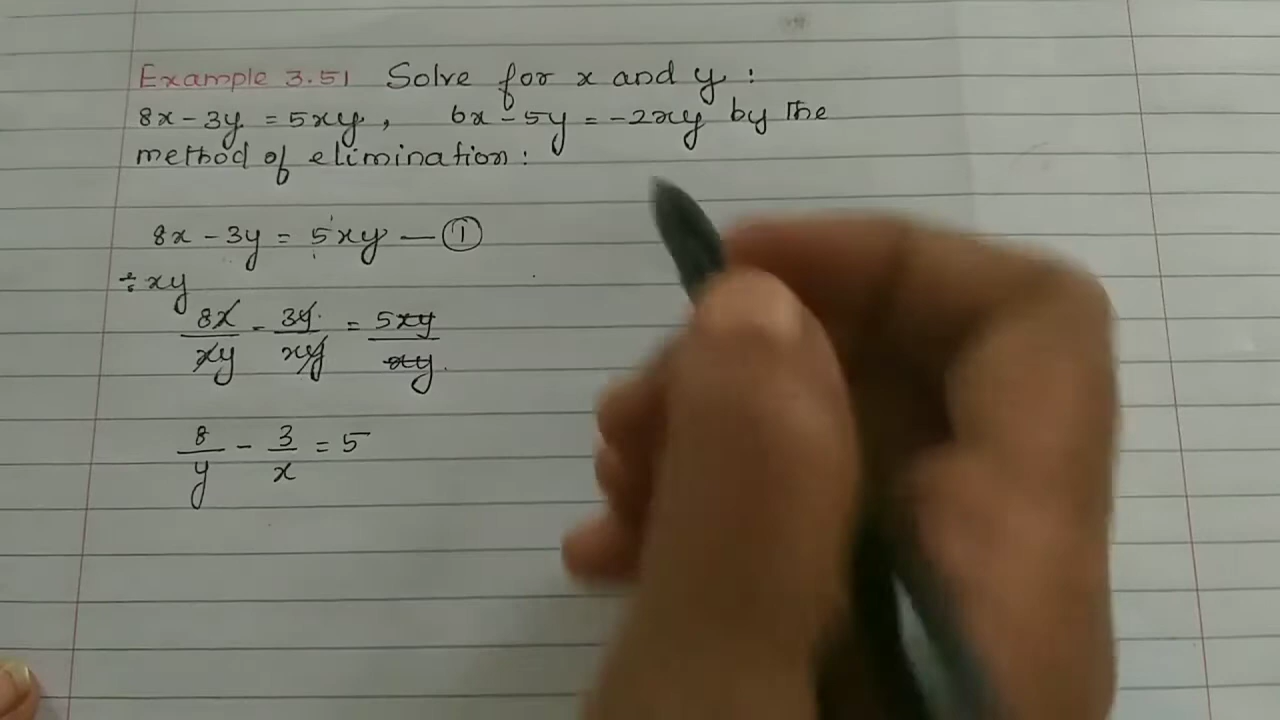 Example 3.51 Solve for x and y :
8x - 3y = 5xy, 6x - 5y = -2xy by the
method of elimination :
8x - 3y = 5xy — ①
÷ xy
8x/xy - 3y/xy = 5xy/xy
8/y - 3/x = 5